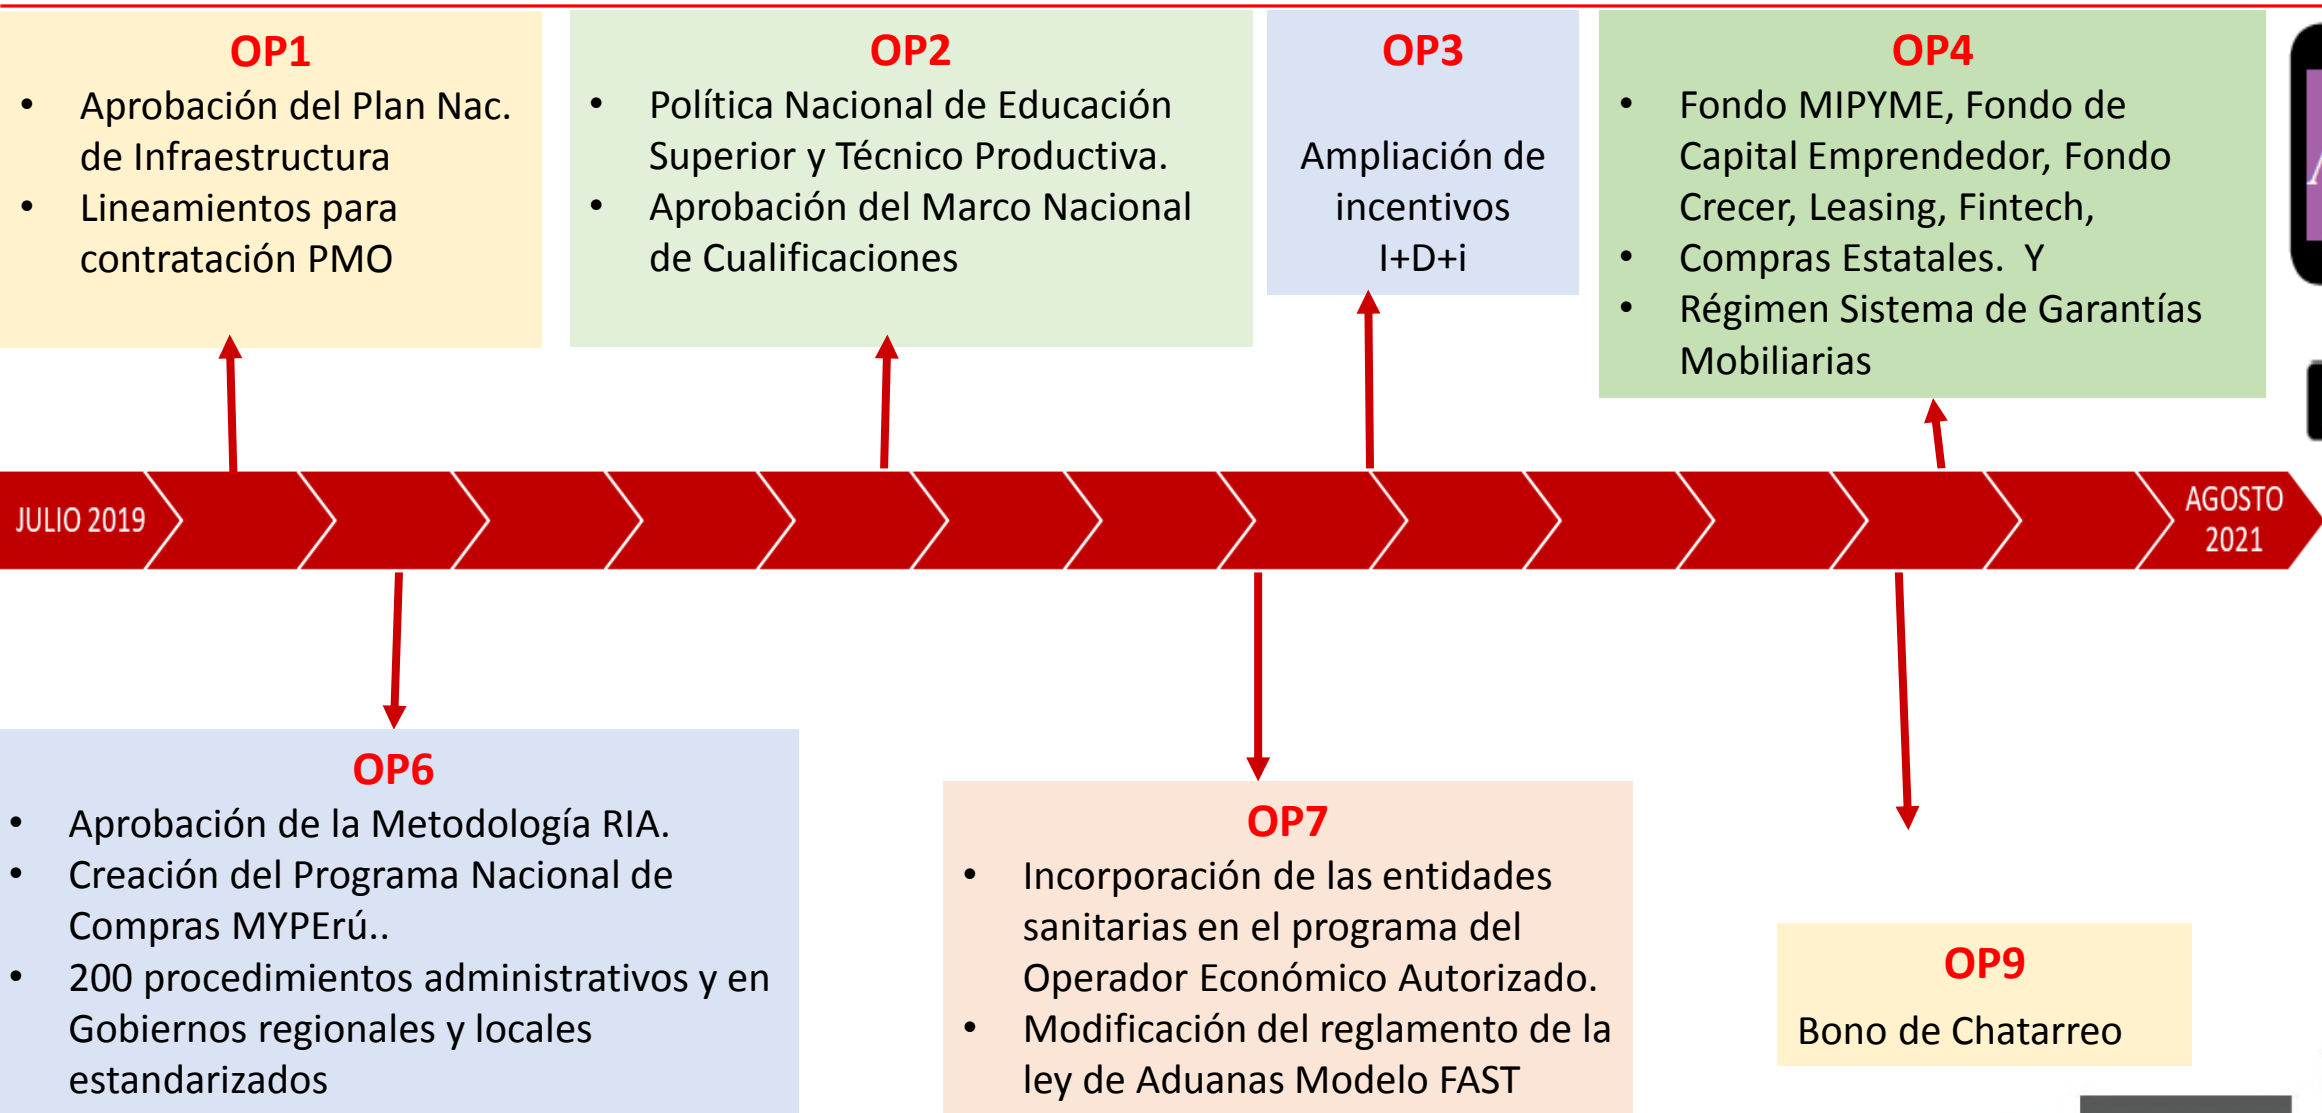 OP1
• Aprobación del Plan Nac.
de Infraestructura
• Lineamientos para
contratación PMO
OP2
• Política Nacional de Educación
Superior y Técnico Productiva.
• Aprobación del Marco Nacional
de Cualificaciones
OP3
Ampliación de
incentivos
I+D+i
OP4
• Fondo MIPYME, Fondo de
Capital Emprendedor, Fondo
Crecer, Leasing, Fintech,
• Compras Estatales. Y
• Régimen Sistema de Garantías
Mobiliarias
JULIO 2019
AGOSTO
2021
OP6
• Aprobación de la Metodología RIA.
• Creación del Programa Nacional de
Compras MYPErú..
• 200 procedimientos administrativos y en
Gobiernos regionales y locales
estandarizados
OP7
• Incorporación de las entidades
sanitarias en el programa del
Operador Económico Autorizado.
• Modificación del reglamento de la
ley de Aduanas Modelo FAST
OP9
Bono de Chatarreo